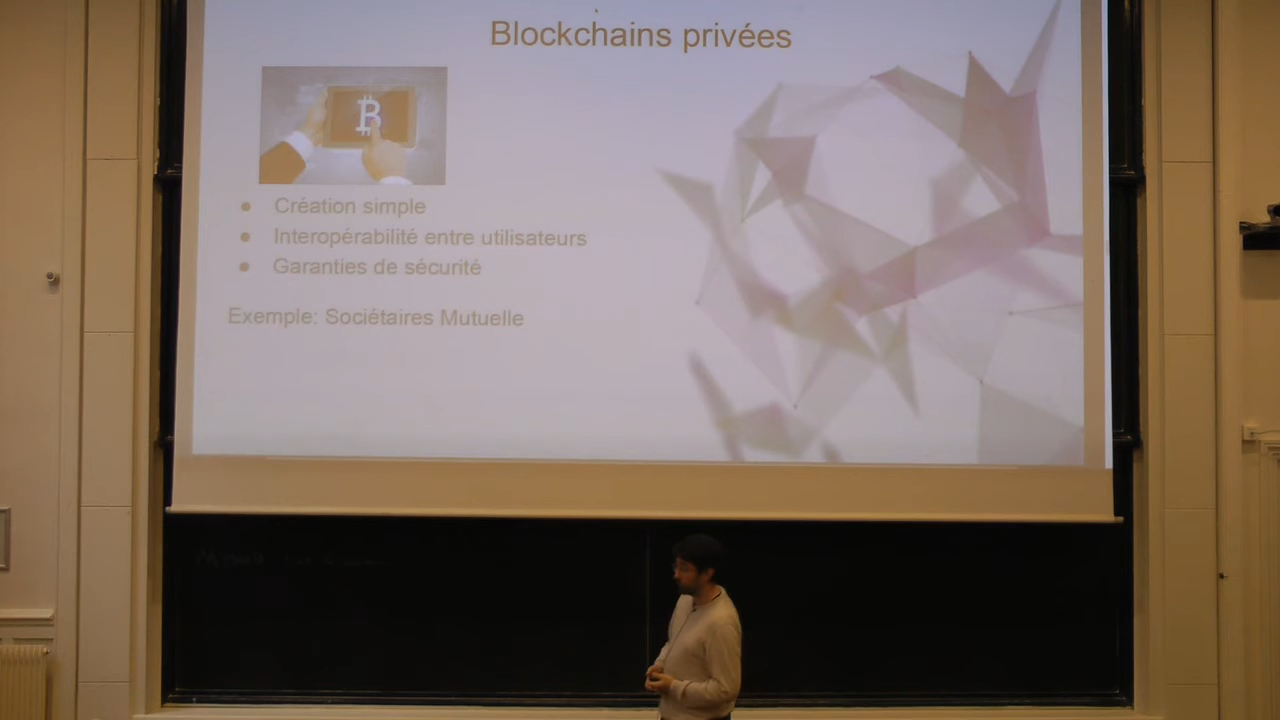 Blockchains privées
Création simple
Interopérabilité entre utilisateurs
Garanties de sécurité
Exemple: Sociétaires Mutuelle